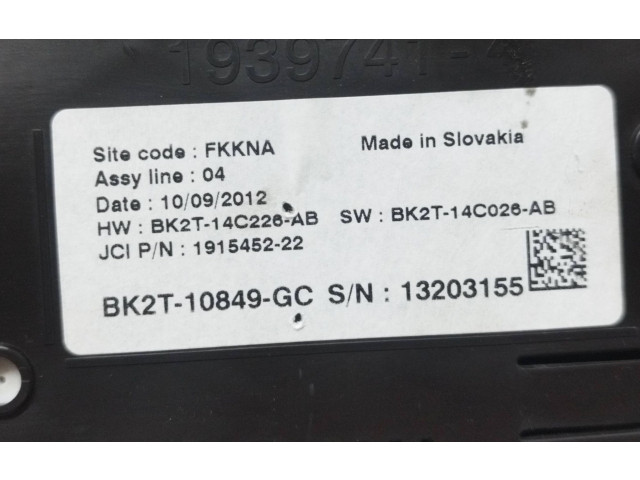 1939741-
Site code : FKKNA Made in Slovakia
Assy line : 04
Date : 10/09/2012
HW : BK2T-14C226-AB SW : BK2T-14C026-AB
JCI P/N : 1915452-22
BK2T-10849-GC S/N : 13203155